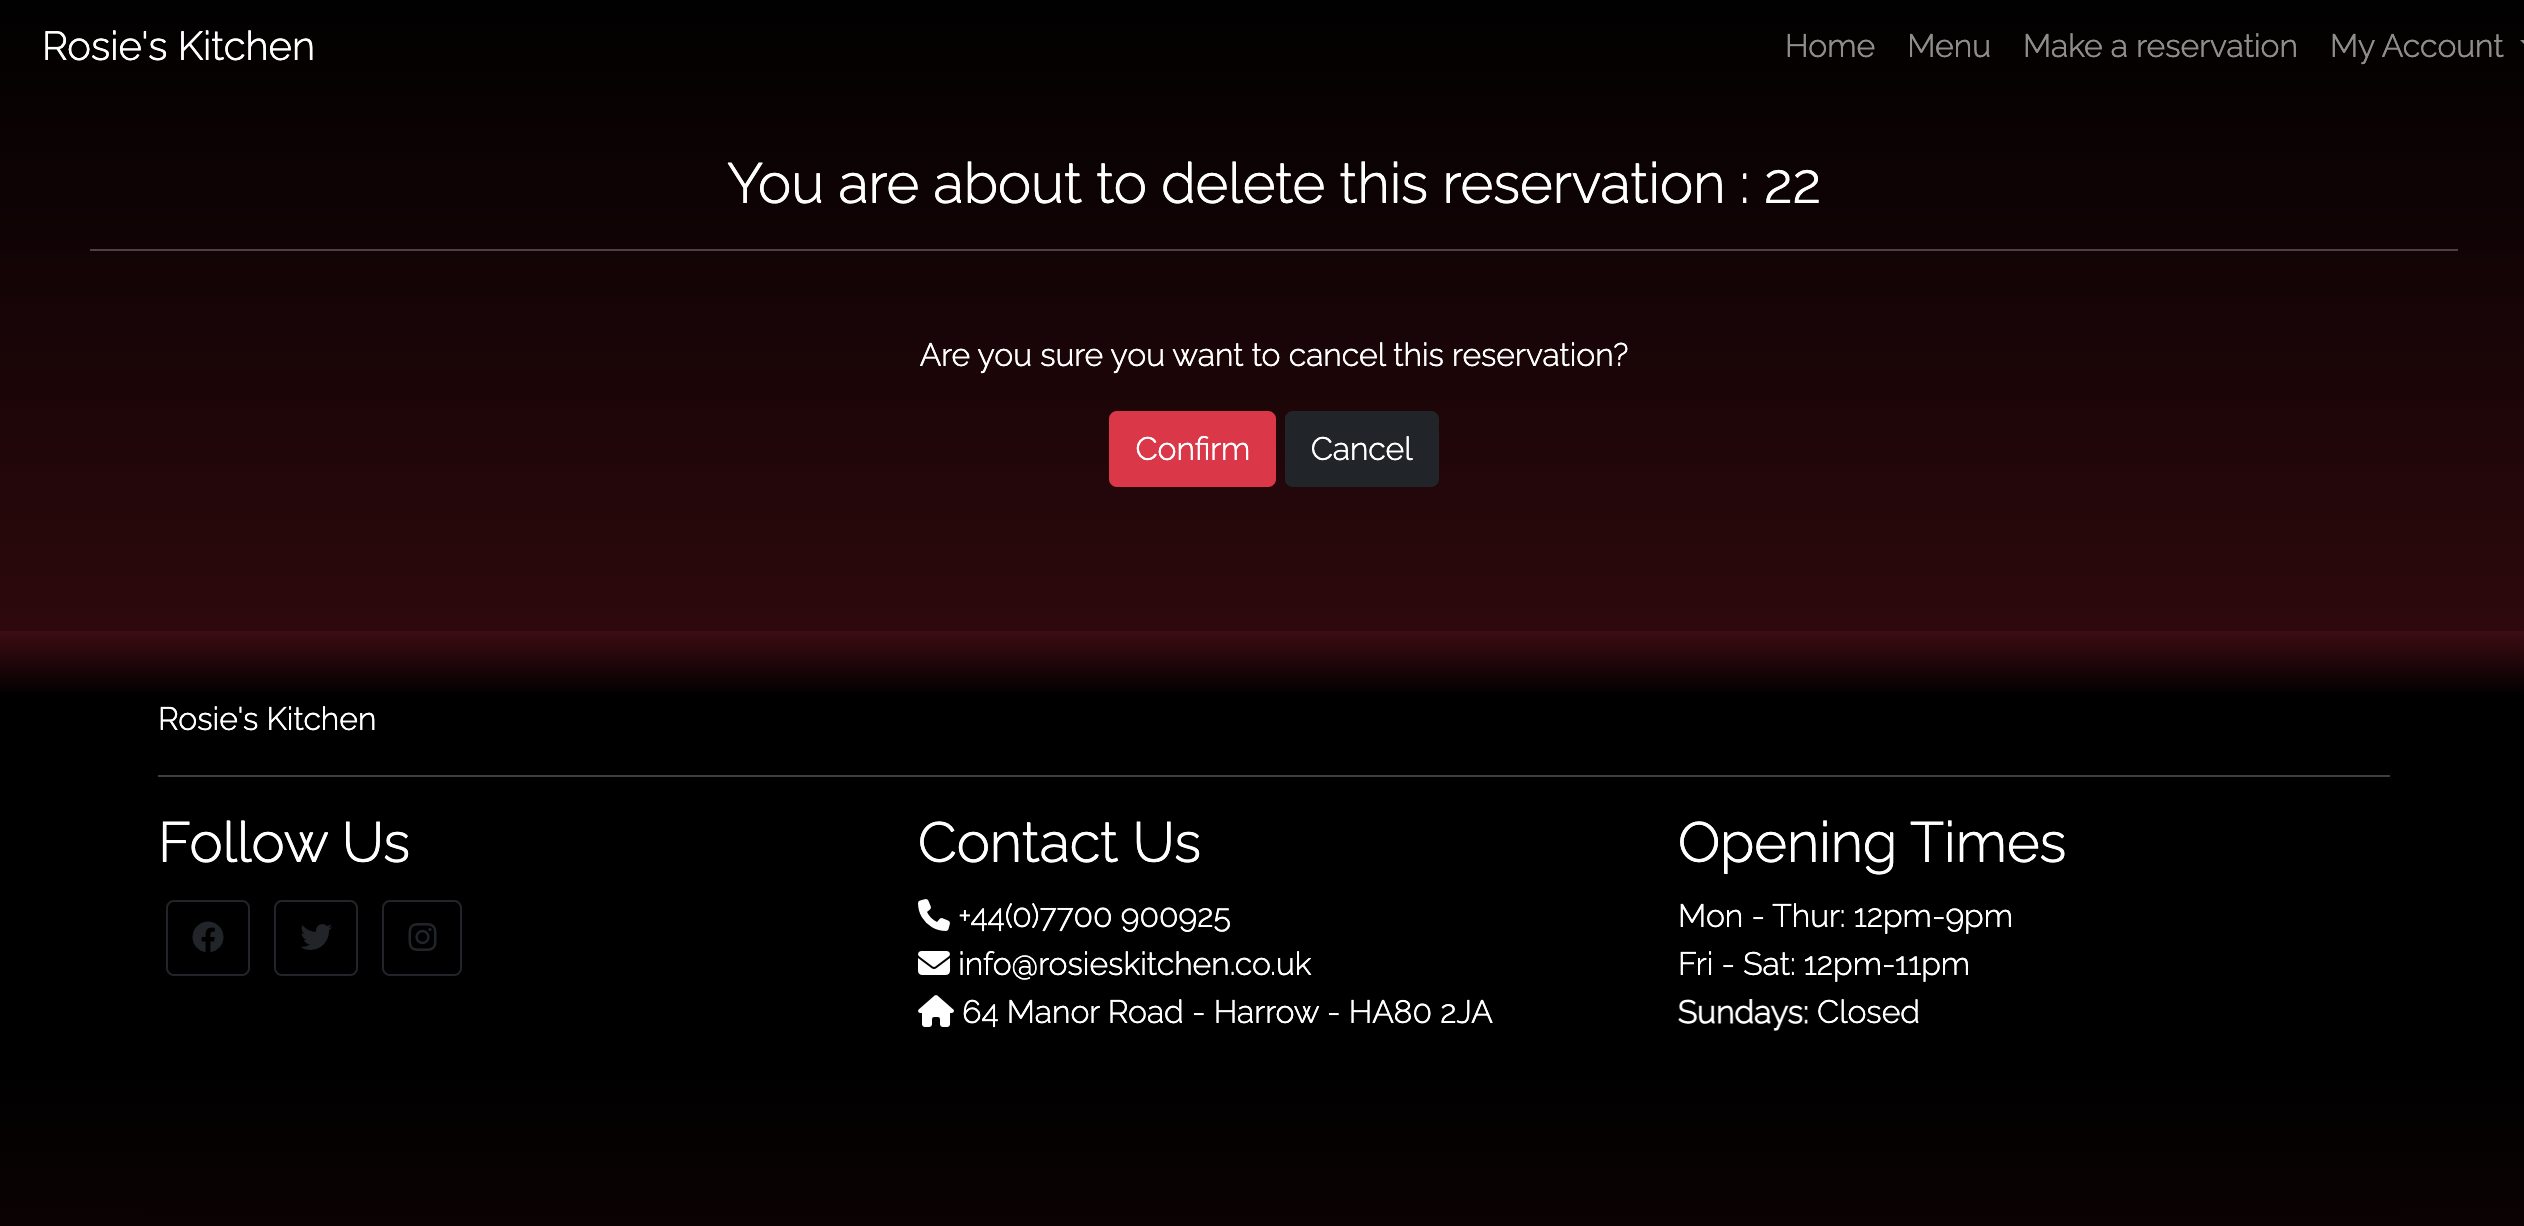 Rosie's Kitchen
Home Menu Make a reservation My Account
You are about to delete this reservation : 22
Are you sure you want to cancel this reservation?
Confirm Cancel
Rosie's Kitchen
Follow Us
Contact Us
+44(0)7700 900925
info@rosieskitchen.co.uk
64 Manor Road - Harrow - HA80 2JA
Opening Times
Mon - Thur: 12pm-9pm
Fri - Sat: 12pm-11pm
Sundays: Closed